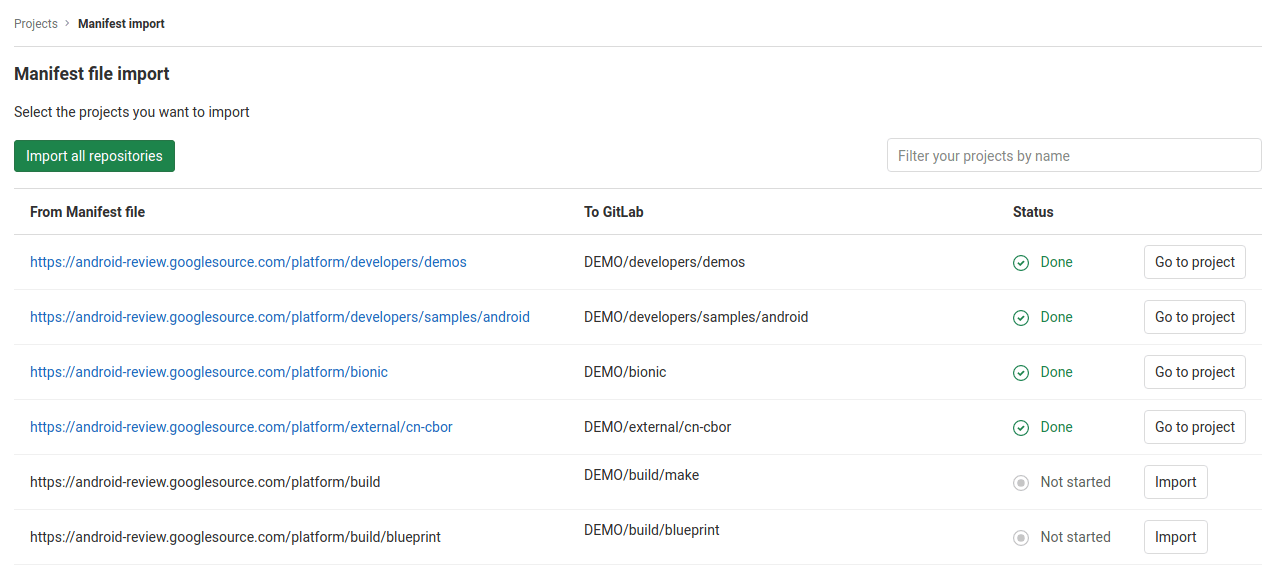 Projects > Manifest import
Manifest file import
Select the projects you want to import
Import all repositories Filter your projects by name
From Manifest file To GitLab Status
https://android-review.googlesource.com/platform/developers/demos DEMO/developers/demos Done Go to project
https://android-review.googlesource.com/platform/developers/samples/android DEMO/developers/samples/android Done Go to project
https://android-review.googlesource.com/platform/bionic DEMO/bionic Done Go to project
https://android-review.googlesource.com/platform/external/cn-cbor DEMO/external/cn-cbor Done Go to project
https://android-review.googlesource.com/platform/build DEMO/build/make Not started Import
https://android-review.googlesource.com/platform/build/blueprint DEMO/build/blueprint Not started Import